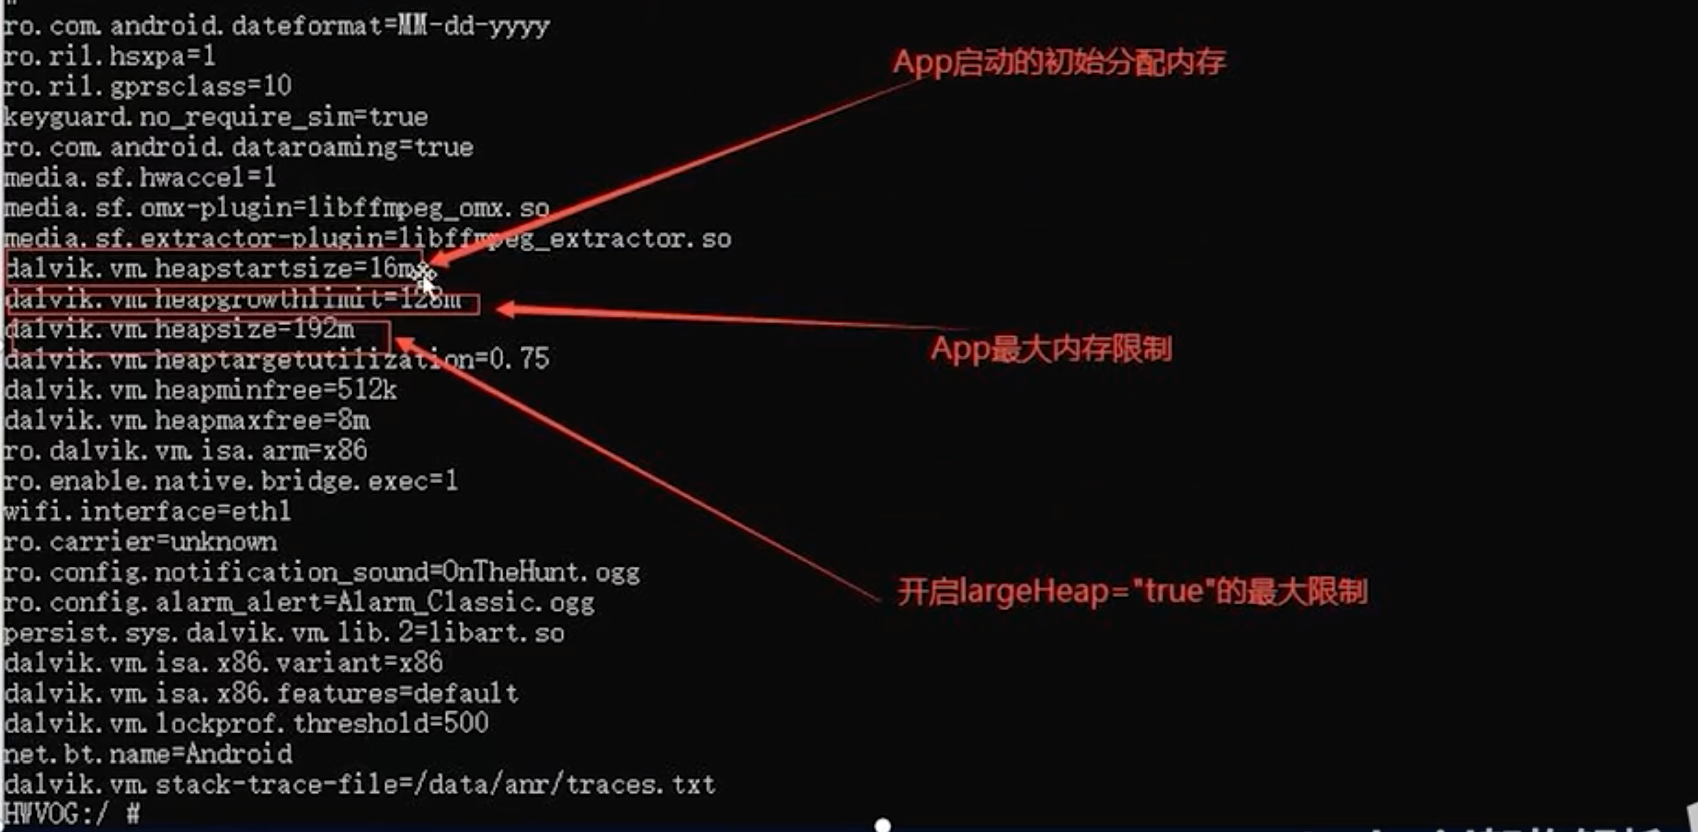 ro.com.android.dateformat=MM-dd-yyyy
ro.ril.hsxpa=1
ro.ril.gprsclass=10
keyguard.no_require_sim=true
ro.com.android.dataroaming=true
media.sf.hwaccel=1
media.sf.omx-plugin=libffmpeg_omx.so
media.sf.extractor-plugin=libffmpeg_extractor.so
dalvik.vm.heapstartsize=16m
dalvik.vm.heapgrowthlimit=128m
dalvik.vm.heapsize=192m
dalvik.vm.heaptargetutilization=0.75
dalvik.vm.heapminfree=512k
dalvik.vm.heapmaxfree=8m
ro.dalvik.vm.isa.arm=x86
ro.enable.native.bridge.exec=1
wifi.interface=eth1
ro.carrier=unknown
ro.config.notification_sound=OnTheHunt.ogg
ro.config.alarm_alert=Alarm_Classic.ogg
persist.sys.dalvik.vm.lib.2=libart.so
dalvik.vm.isa.x86.variant=x86
dalvik.vm.isa.x86.features=default
dalvik.vm.lockprof.threshold=500
net.bt.name=Android
dalvik.vm.stack-trace-file=/data/anr/traces.txt
HWVOG:/ #
App启动的初始分配内存
App最大内存限制
开启largeHeap="true"的最大限制